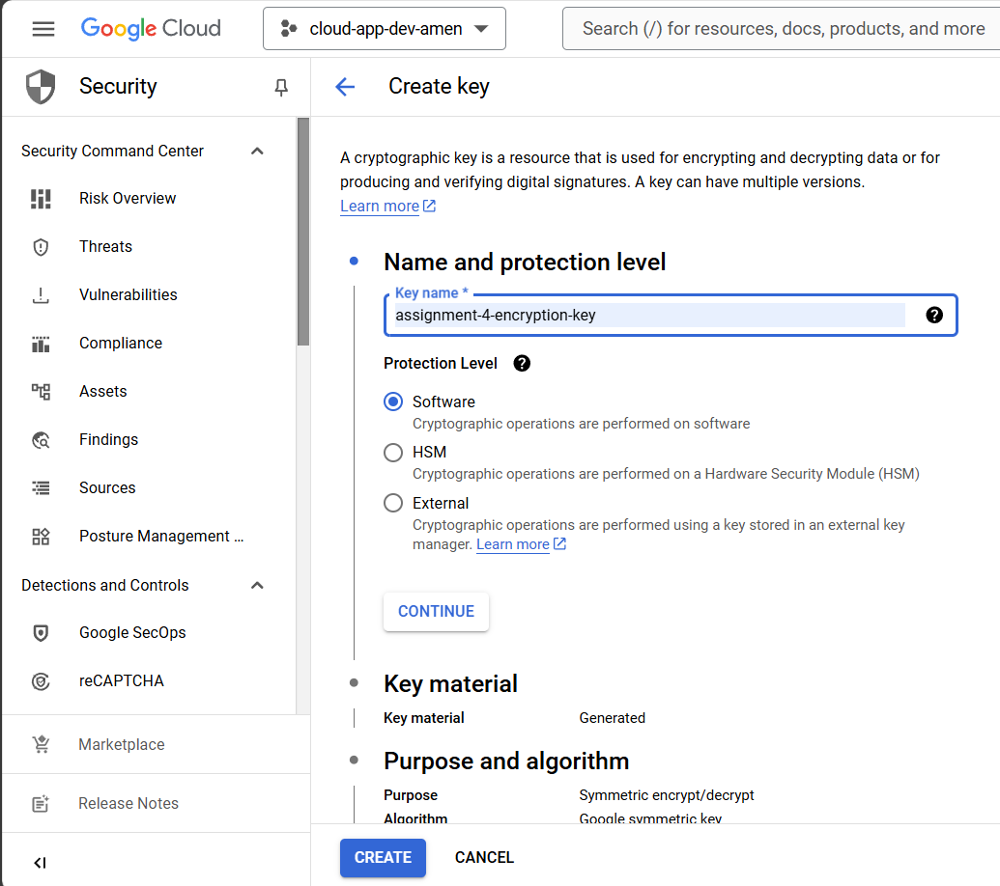 Google Cloud
cloud-app-dev-amen
Search (/) for resources, docs, products, and more
Security
Create key
Security Command Center
Risk Overview
Threats
Vulnerabilities
Compliance
Assets
Findings
Sources
Posture Management ...
Detections and Controls
Google SecOps
reCAPTCHA
Marketplace
Release Notes
A cryptographic key is a resource that is used for encrypting and decrypting data or for
producing and verifying digital signatures. A key can have multiple versions.
Learn more
Name and protection level
Key name *
assignment-4-encryption-key
Protection Level
Software
Cryptographic operations are performed on software
HSM
Cryptographic operations are performed on a Hardware Security Module (HSM)
External
Cryptographic operations are performed using a key stored in an external key
manager. Learn more
CONTINUE
Key material
Key material Generated
Purpose and algorithm
Purpose Symmetric encrypt/decrypt
Algorithm Google symmetric key
CREATE CANCEL